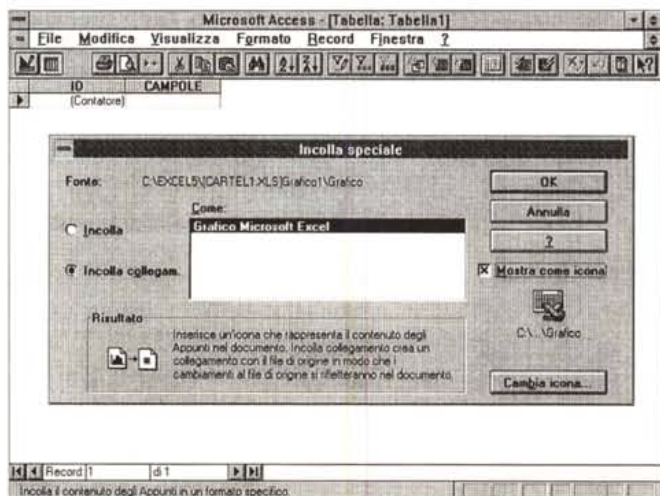 Microsoft Access - [Tabella: Tabella1]
File Modifica Visualizza Formato Record Finestra ?
ID CAMPOLE
(Contatore)
Incolla speciale
Fonte: C:\EXCEL5\[CARTEL1.XLS]Grafico1\Grafico
Come:
Incolla
Incolla collegam.
Grafico Microsoft Excel
OK
Annulla
?
Mostra come icona
C:\...\Grafico
Cambia icona...
Risultato
Inserisce un'icona che rappresenta il contenuto degli
Appunti nel documento. Incolla collegamento crea un
collegamento con il file di origine in modo che i
cambiamenti al file di origine si rifletteranno nel documento.
Record: 1 di 1
Incolla il contenuto degli Appunti in un formato specifico.